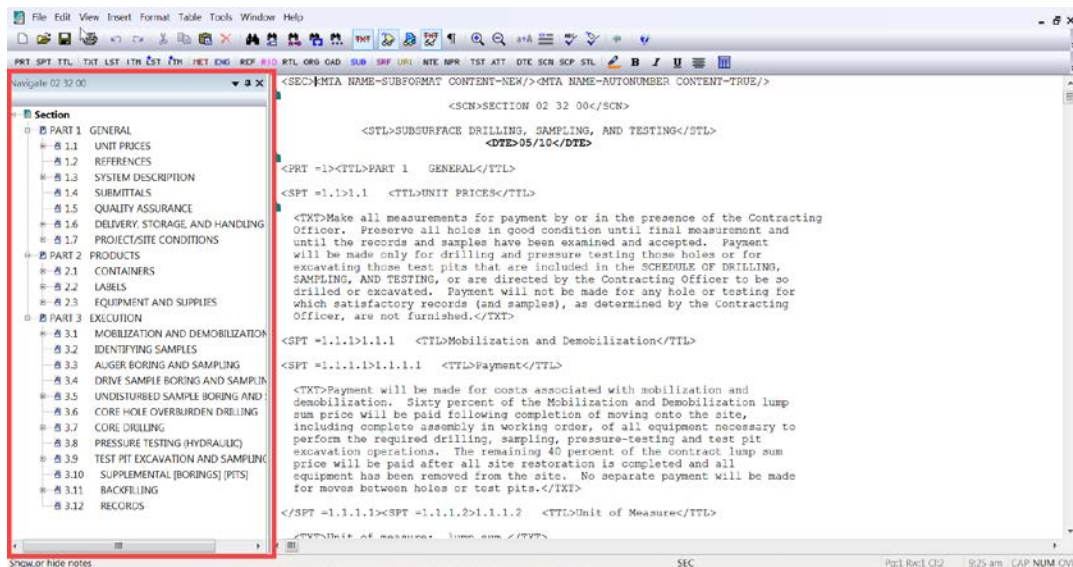 File Edit View Insert Format Table Tools Window Help
PRT SPT TTL TXT LST ITM LST ITM MET ENG REF RID RTL ORG OAD SUB SRF URL NTE NPR TST ATT DTE SCN SCP STL B I U
Navigate 02 32 00
Section
PART 1 GENERAL
1.1 UNIT PRICES
1.2 REFERENCES
1.3 SYSTEM DESCRIPTION
1.4 SUBMITTALS
1.5 QUALITY ASSURANCE
1.6 DELIVERY, STORAGE, AND HANDLING
1.7 PROJECT/SITE CONDITIONS
PART 2 PRODUCTS
2.1 CONTAINERS
2.2 LABELS
2.3 EQUIPMENT AND SUPPLIES
PART 3 EXECUTION
3.1 MOBILIZATION AND DEMOBILIZATION
3.2 IDENTIFYING SAMPLES
3.3 AUGER BORING AND SAMPLING
3.4 DRIVE SAMPLE BORING AND SAMPLIN
3.5 UNDISTURBED SAMPLE BORING AND
3.6 CORE HOLE OVERBURDEN DRILLING
3.7 CORE DRILLING
3.8 PRESSURE TESTING (HYDRAULIC)
3.9 TEST PIT EXCAVATION AND SAMPLING
3.10 SUPPLEMENTAL [BORINGS] [PITS]
3.11 BACKFILLING
3.12 RECORDS
<SEC><MTA NAME=SUBFORMAT CONTENT=NEW/><MTA NAME=AUTONUMBER CONTENT=TRUE/>
<SCN>SECTION 02 32 00</SCN>
<STL>SUBSURFACE DRILLING, SAMPLING, AND TESTING</STL>
<DTE>05/10</DTE>
<PRT =1><TTL>PART 1 GENERAL</TTL>
<SPT =1.1>1.1 <TTL>UNIT PRICES</TTL>
<TXT>Make all measurements for payment by or in the presence of the Contracting
Officer. Preserve all holes in good condition until final measurement and
until the records and samples have been examined and accepted. Payment
will be made only for drilling and pressure testing those holes or for
excavating those test pits that are included in the SCHEDULE OF DRILLING,
SAMPLING, AND TESTING, or are directed by the Contracting Officer to be so
drilled or excavated. Payment will not be made for any hole or testing for
which satisfactory records (and samples), as determined by the Contracting
Officer, are not furnished.</TXT>
<SPT =1.1.1>1.1.1 <TTL>Mobilization and Demobilization</TTL>
<SPT =1.1.1.1>1.1.1.1 <TTL>Payment</TTL>
<TXT>Payment will be made for costs associated with mobilization and
demobilization. Sixty percent of the Mobilization and Demobilization lump
sum price will be paid following completion of moving onto the site,
including complete assembly in working order, of all equipment necessary to
perform the required drilling, sampling, pressure-testing and test pit
excavation operations. The remaining 40 percent of the contract lump sum
price will be paid after all site restoration is completed and all
equipment has been removed from the site. No separate payment will be made
for moves between holes or test pits.</TXT>
</SPT =1.1.1.1><SPT =1.1.1.2>1.1.1.2 <TTL>Unit of Measure</TTL>
<TXT>Unit of measure: lump sum.</TXT>
Show or hide notes
SEC
Pg:1 Rw:1 Cl:2 9:25 am CAP NUM OV